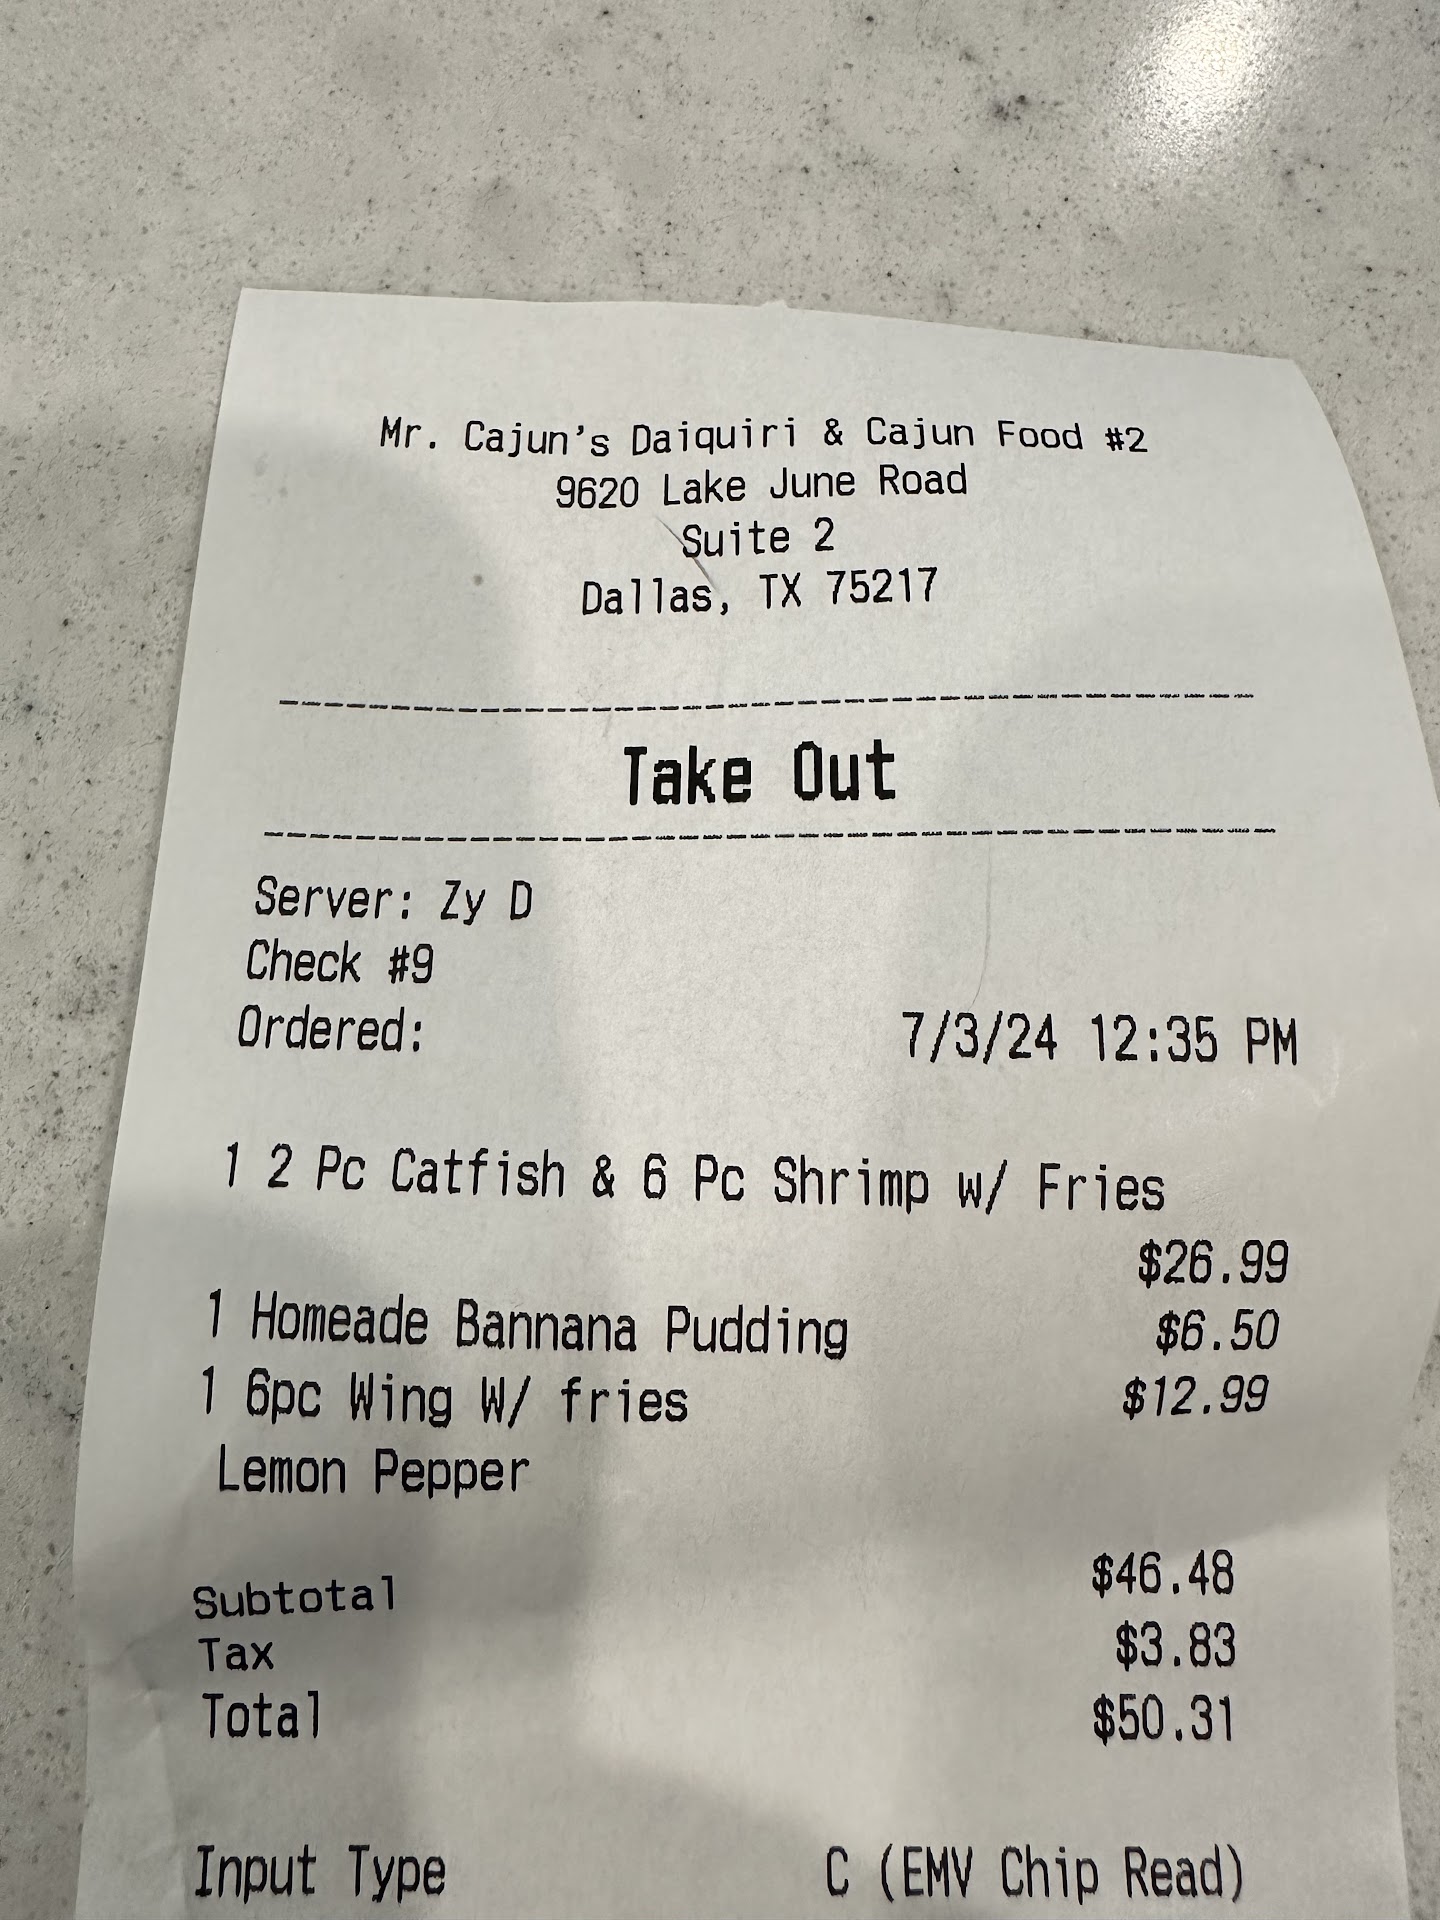 Mr. Cajun's Daiquiri & Cajun Food #2
9620 Lake June Road
Suite 2
Dallas, TX 75217
Take Out
Server: Zy D
Check #9
Ordered: 7/3/24 12:35 PM
1 2 Pc Catfish & 6 Pc Shrimp w/ Fries
$26.99
1 Homeade Bannana Pudding $6.50
1 6pc Wing W/ fries $12.99
Lemon Pepper
Subtotal $46.48
Tax $3.83
Total $50.31
Input Type C (EMV Chip Read)